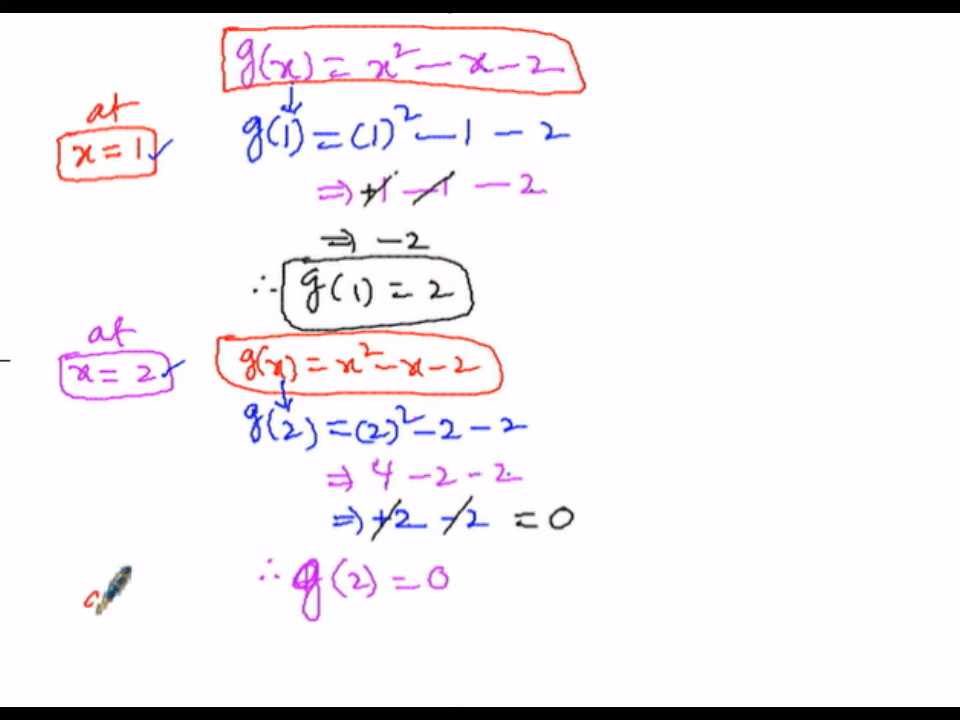 g(x) = x² - x - 2
at
x = 1 ✓ g(1) = (1)² - 1 - 2
⇒ +1 - 1 - 2
⇒ -2
∴ g(1) = 2
at
x = 2 ✓ g(x) = x² - x - 2
g(2) = (2)² - 2 - 2
⇒ 4 - 2 - 2
⇒ +2 - 2 = 0
∴ g(2) = 0